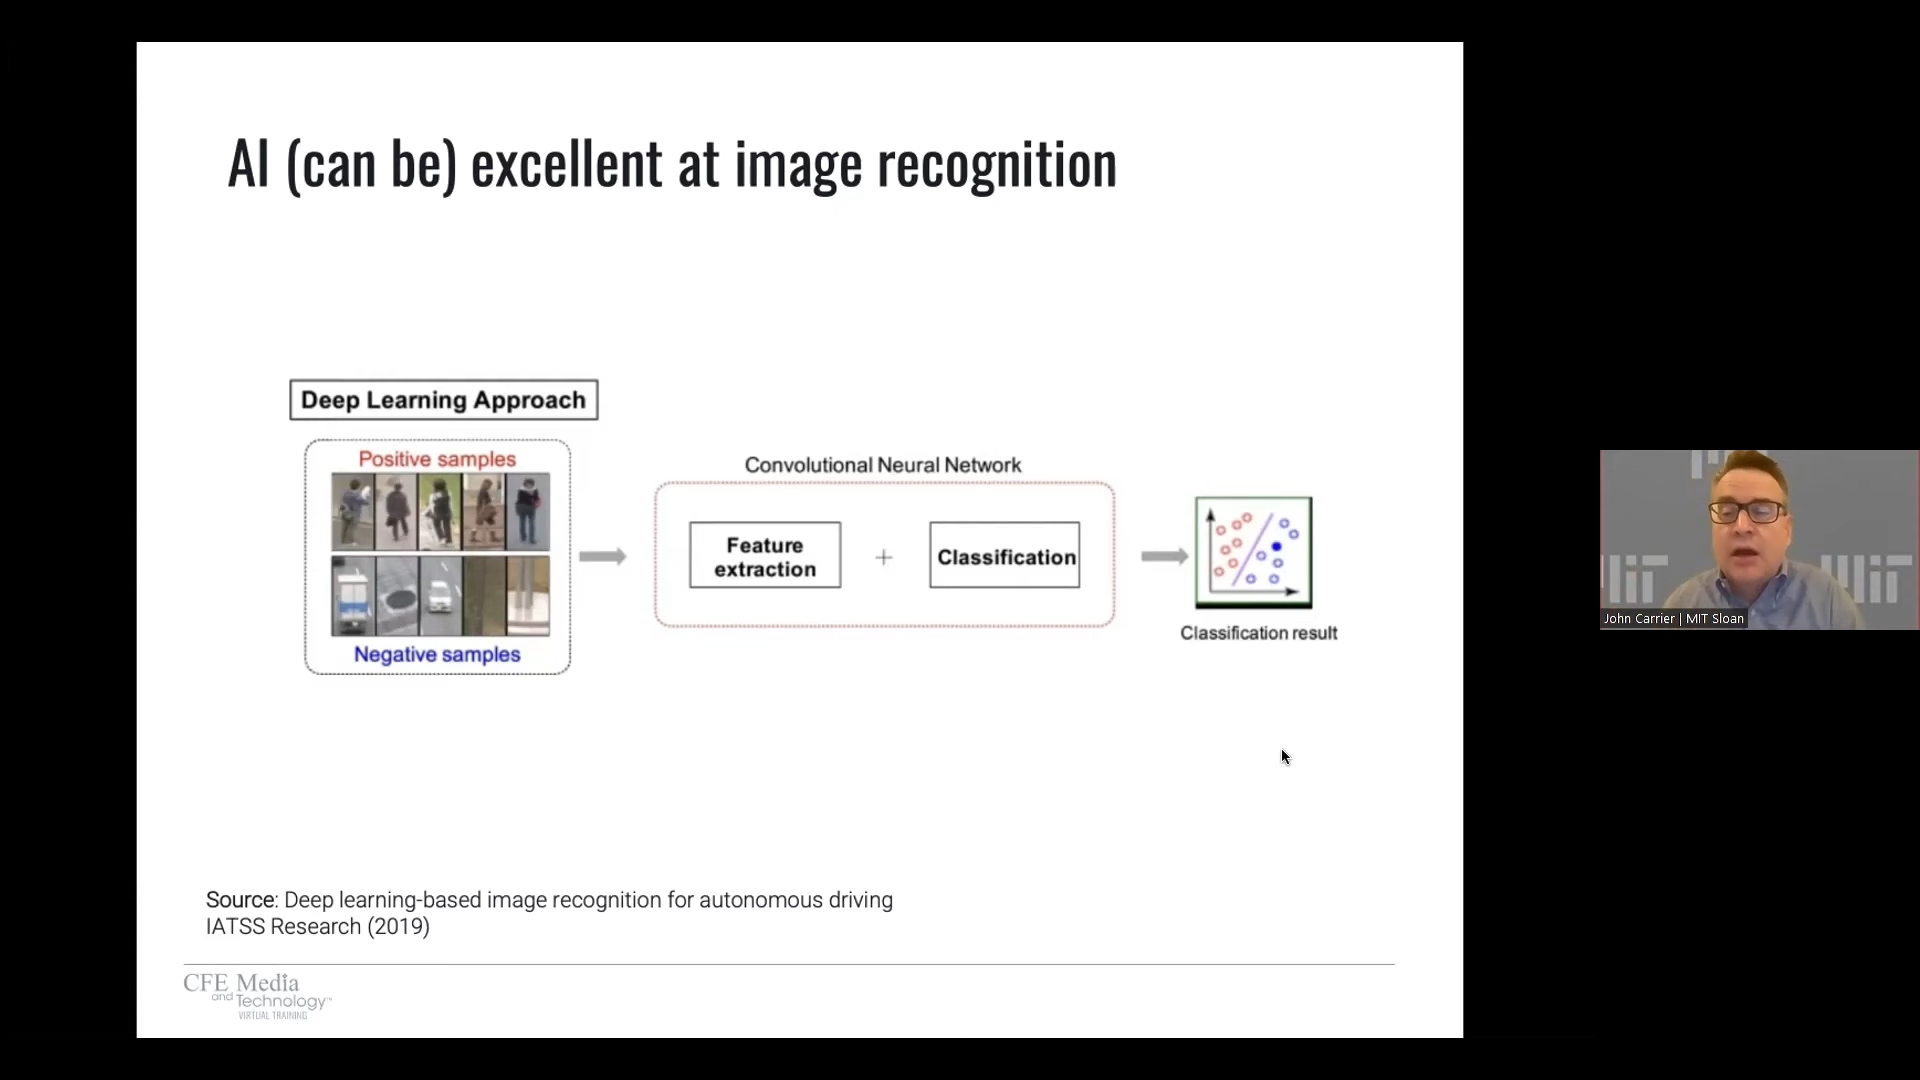 AI (can be) excellent at image recognition
Deep Learning Approach
Positive samples
Negative samples
Convolutional Neural Network
Feature
extraction
+
Classification
Classification result
Source: Deep learning-based image recognition for autonomous driving
IATSS Research (2019)
CFE Media
and Technology™
VIRTUAL TRAINING
John Carrier | MIT Sloan